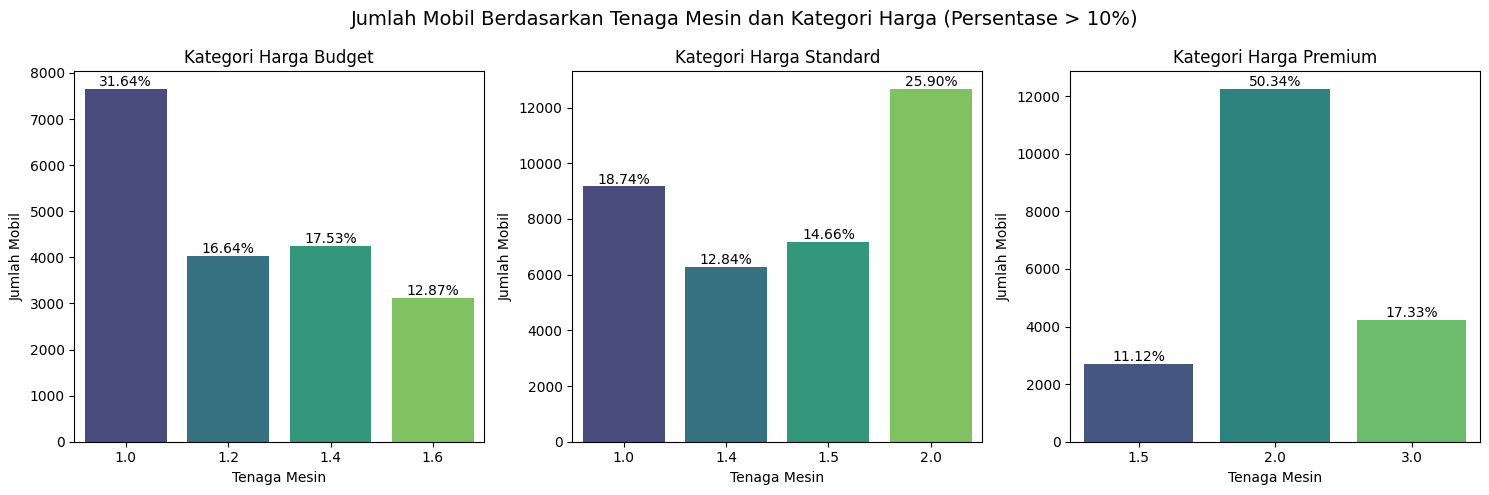 Jumlah Mobil Berdasarkan Tenaga Mesin dan Kategori Harga (Persentase > 10%)
Kategori Harga Budget
Jumlah Mobil
8000
7000
6000
5000
4000
3000
2000
1000
0
31.64%
16.64%
17.53%
12.87%
1.0 1.2 1.4 1.6
Tenaga Mesin
Kategori Harga Standard
Jumlah Mobil
12000
10000
8000
6000
4000
2000
0
18.74%
12.84%
14.66%
25.90%
1.0 1.4 1.5 2.0
Tenaga Mesin
Kategori Harga Premium
Jumlah Mobil
12000
10000
8000
6000
4000
2000
0
11.12%
50.34%
17.33%
1.5 2.0 3.0
Tenaga Mesin